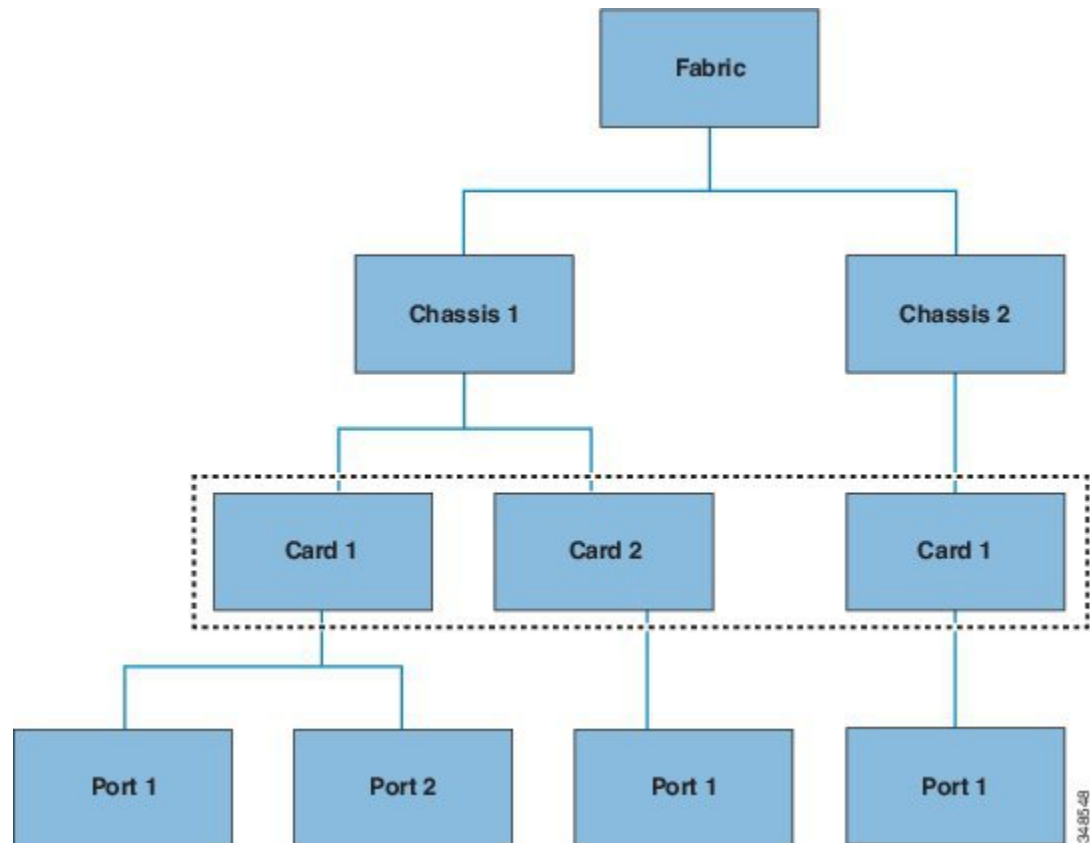 Fabric
Chassis 1
Chassis 2
Card 1
Card 2
Card 1
Port 1
Port 2
Port 1
Port 1
348548